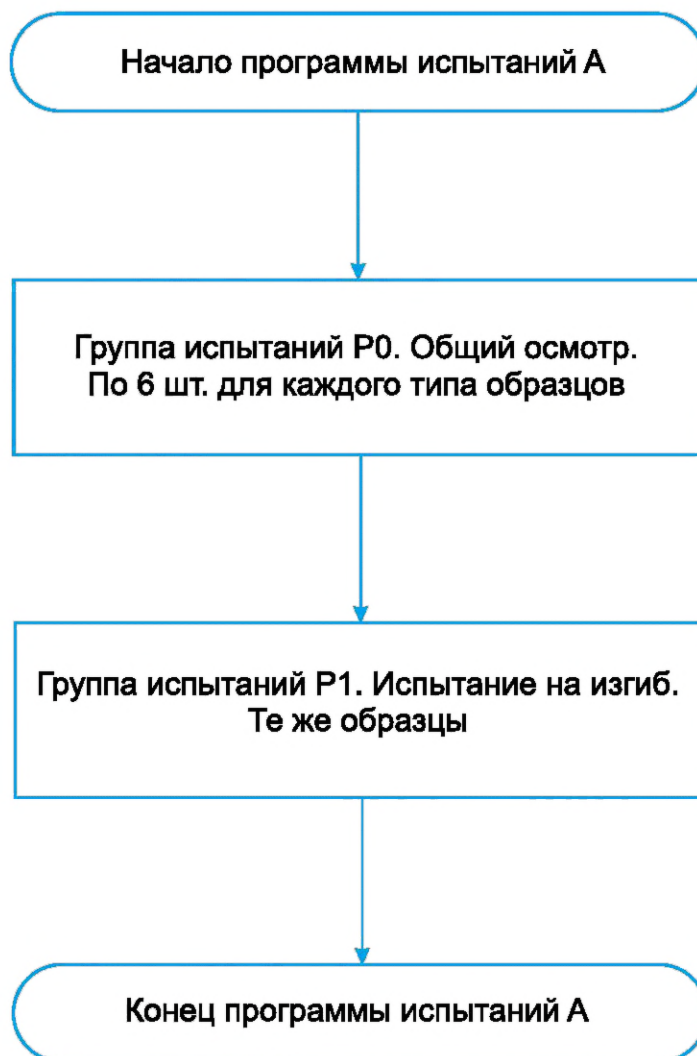 Начало программы испытаний А
Группа испытаний Р0. Общий осмотр.
По 6 шт. для каждого типа образцов
Группа испытаний Р1. Испытание на изгиб.
Те же образцы
Конец программы испытаний А